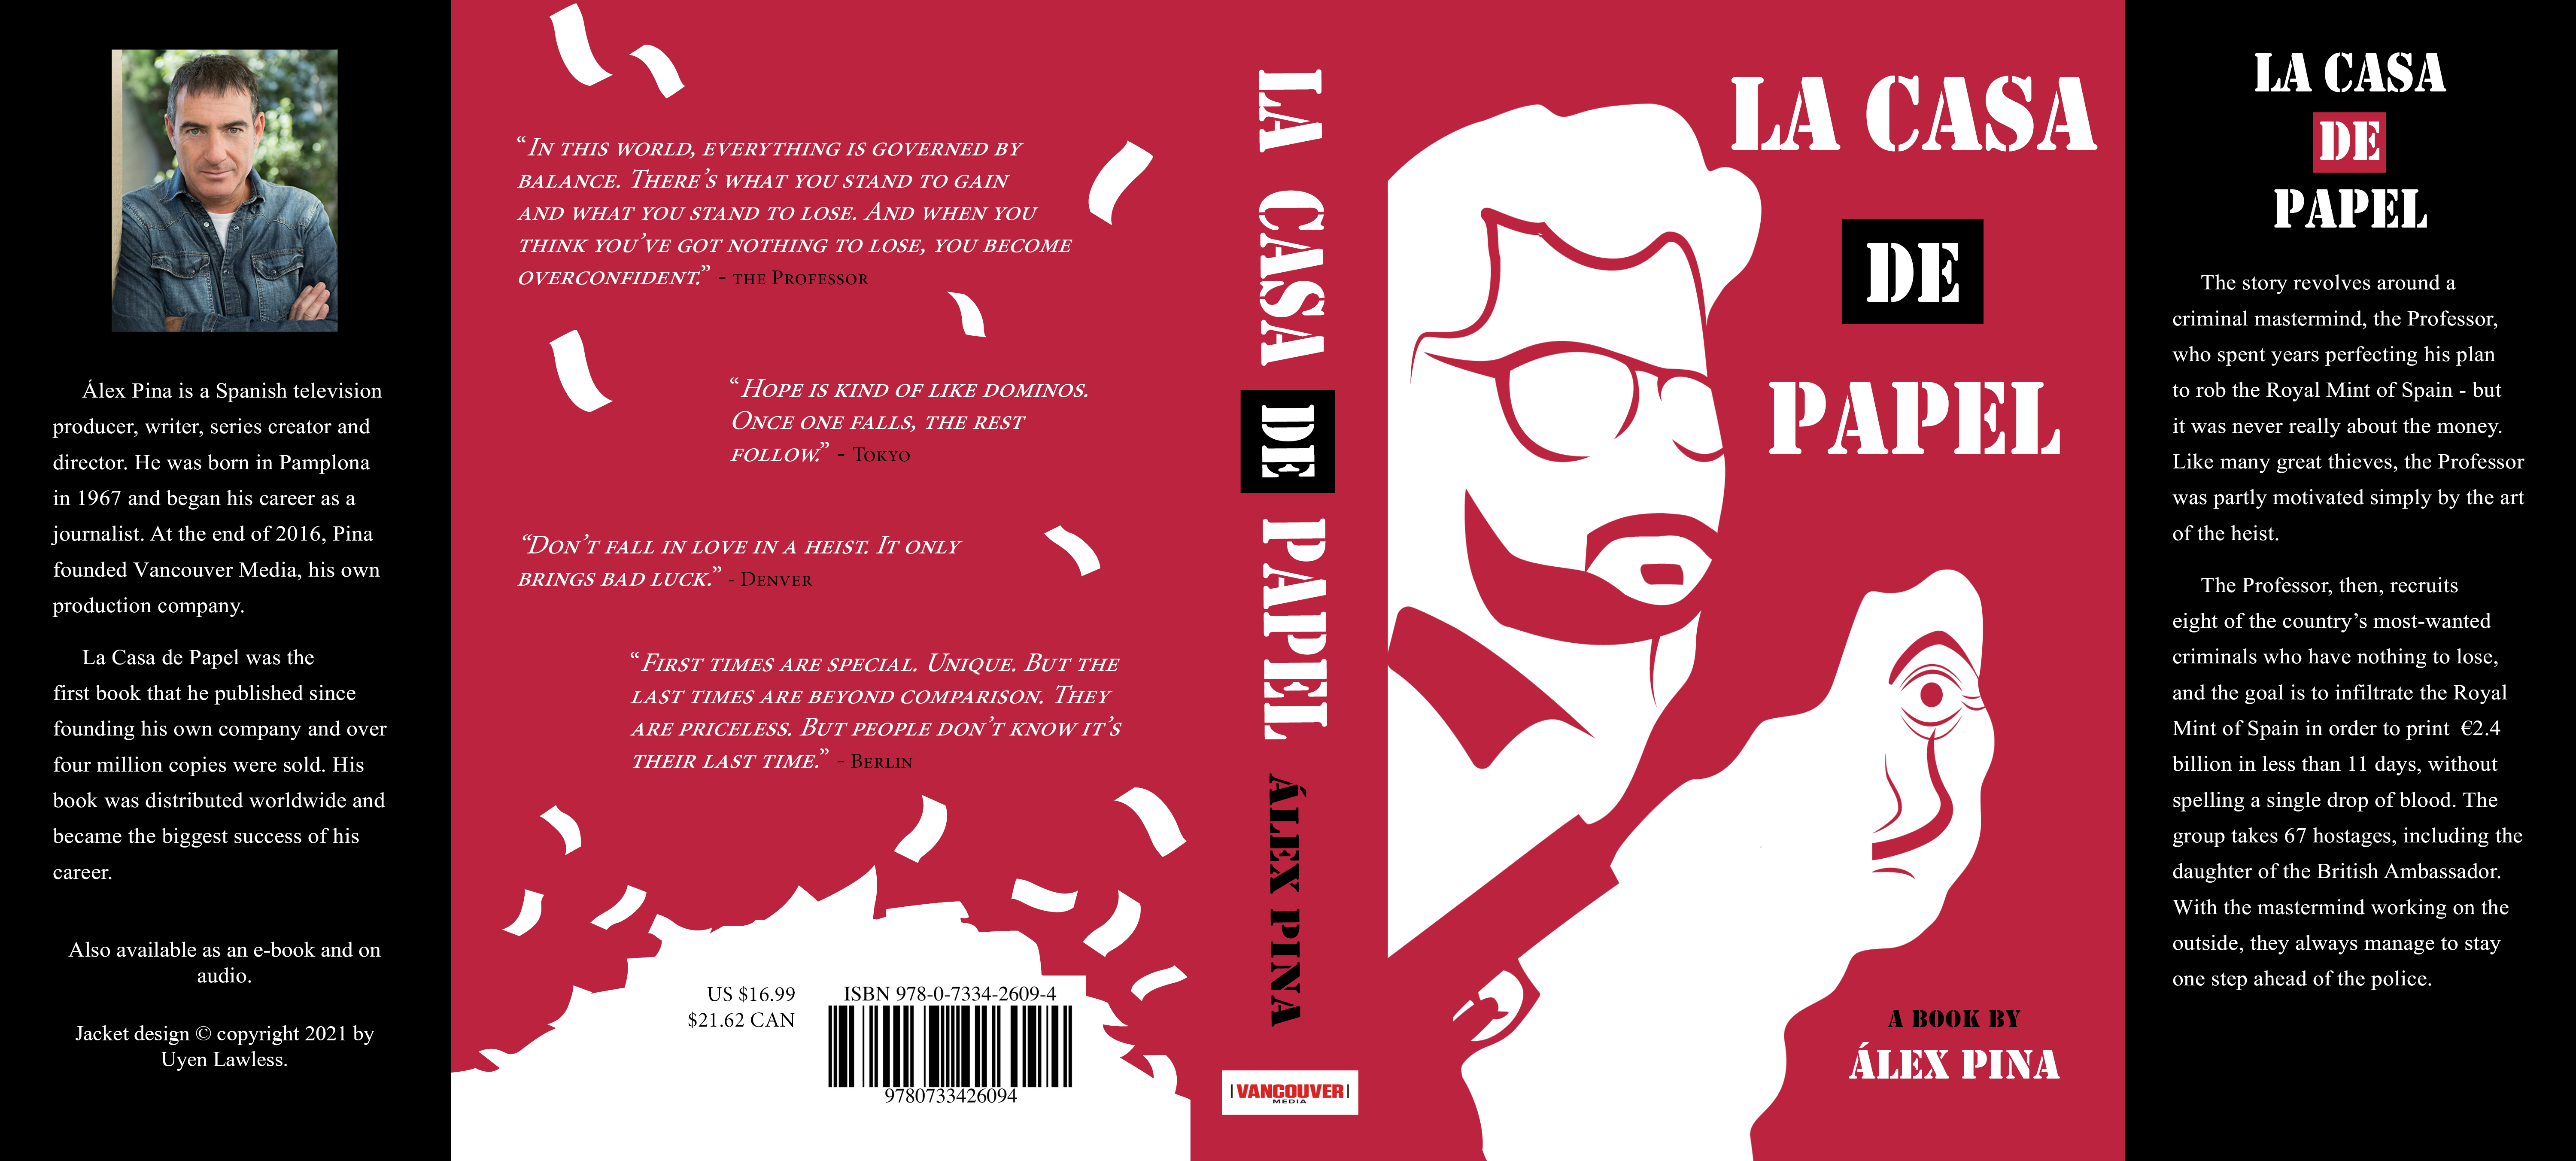 Álex Pina is a Spanish television
producer, writer, series creator and
director. He was born in Pamplona
in 1967 and began his career as a
journalist. At the end of 2016, Pina
founded Vancouver Media, his own
production company.
La Casa de Papel was the
first book that he published since
founding his own company and over
four million copies were sold. His
book was distributed worldwide and
became the biggest success of his
career.
Also available as an e-book and on
audio.
Jacket design © copyright 2021 by
Uyen Lawless.
“In this world, everything is governed by
balance. There’s what you stand to gain
and what you stand to lose. And when you
think you’ve got nothing to lose, you become
overconfident.” - the Professor
“Hope is kind of like dominos.
Once one falls, the rest
follow.” - Tokyo
“Don’t fall in love in a heist. It only
brings bad luck.” - Denver
“First times are special. Unique. But the
last times are beyond comparison. They
are priceless. But people don’t know it’s
their last time.” - Berlin
US $16.99
$21.62 CAN
ISBN 978-0-7334-2609-4
9780733426094
LA CASA DE PAPEL ÁLEX PINA
VANCOUVER
MEDIA
LA CASA
DE
PAPEL
A BOOK BY
ÁLEX PINA
LA CASA
DE
PAPEL
The story revolves around a
criminal mastermind, the Professor,
who spent years perfecting his plan
to rob the Royal Mint of Spain - but
it was never really about the money.
Like many great thieves, the Professor
was partly motivated simply by the art
of the heist.
The Professor, then, recruits
eight of the country’s most-wanted
criminals who have nothing to lose,
and the goal is to infiltrate the Royal
Mint of Spain in order to print €2.4
billion in less than 11 days, without
spelling a single drop of blood. The
group takes 67 hostages, including the
daughter of the British Ambassador.
With the mastermind working on the
outside, they always manage to stay
one step ahead of the police.